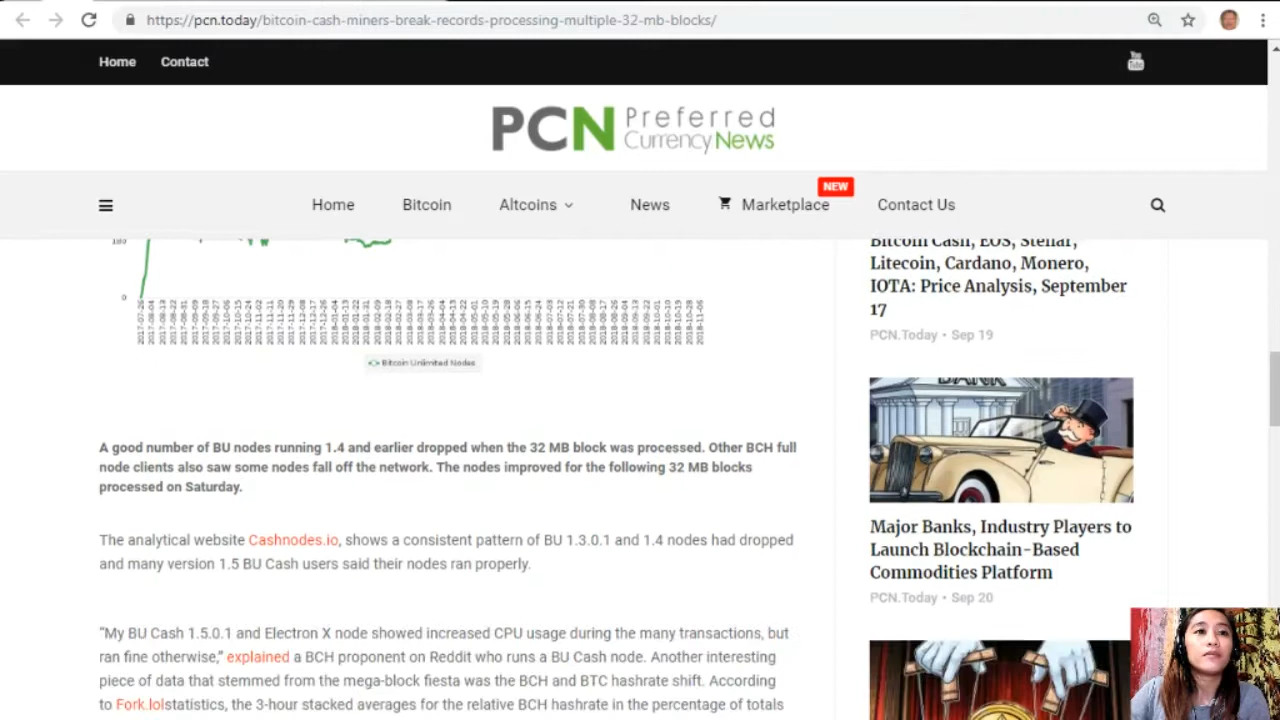 https://pcn.today/bitcoin-cash-miners-break-records-processing-multiple-32-mb-blocks/
Home Contact
You Tube
PCN Preferred
Currency News
NEW
Home Bitcoin Altcoins News Marketplace Contact Us
0
2017-07-26
Bitcoin Unlimited Nodes
A good number of BU nodes running 1.4 and earlier dropped when the 32 MB block was processed. Other BCH full
node clients also saw some nodes fall off the network. The nodes improved for the following 32 MB blocks
processed on Saturday.
The analytical website Cashnodes.io, shows a consistent pattern of BU 1.3.0.1 and 1.4 nodes had dropped
and many version 1.5 BU Cash users said their nodes ran properly.
“My BU Cash 1.5.0.1 and Electron X node showed increased CPU usage during the many transactions, but
ran fine otherwise,” explained a BCH proponent on Reddit who runs a BU Cash node. Another interesting
piece of data that stemmed from the mega-block fiesta was the BCH and BTC hashrate shift. According
to Fork.lolstatistics, the 3-hour stacked averages for the relative BCH hashrate in the percentage of totals
Bitcoin Cash, EOS, Stellar,
Litecoin, Cardano, Monero,
IOTA: Price Analysis, September
17
PCN.Today • Sep 19
BANK
Major Banks, Industry Players to
Launch Blockchain-Based
Commodities Platform
PCN.Today • Sep 20